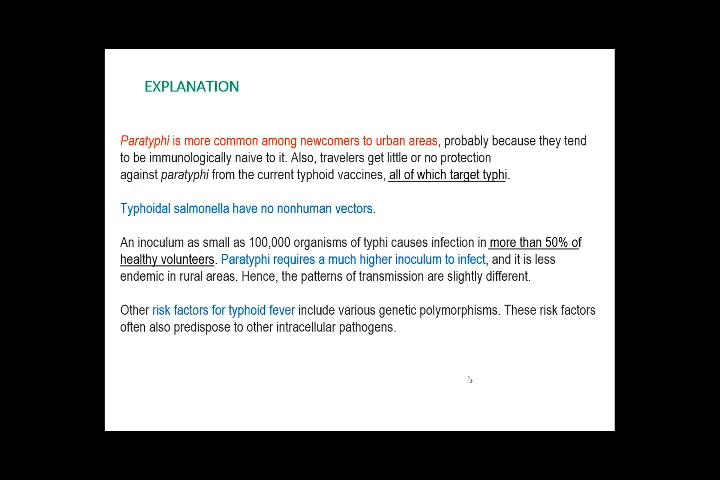 EXPLANATION
Paratyphi is more common among newcomers to urban areas, probably because they tend
to be immunologically naive to it. Also, travelers get little or no protection
against paratyphi from the current typhoid vaccines, all of which target typhi.
Typhoidal salmonella have no nonhuman vectors.
An inoculum as small as 100,000 organisms of typhi causes infection in more than 50% of
healthy volunteers. Paratyphi requires a much higher inoculum to infect, and it is less
endemic in rural areas. Hence, the patterns of transmission are slightly different.
Other risk factors for typhoid fever include various genetic polymorphisms. These risk factors
often also predispose to other intracellular pathogens.